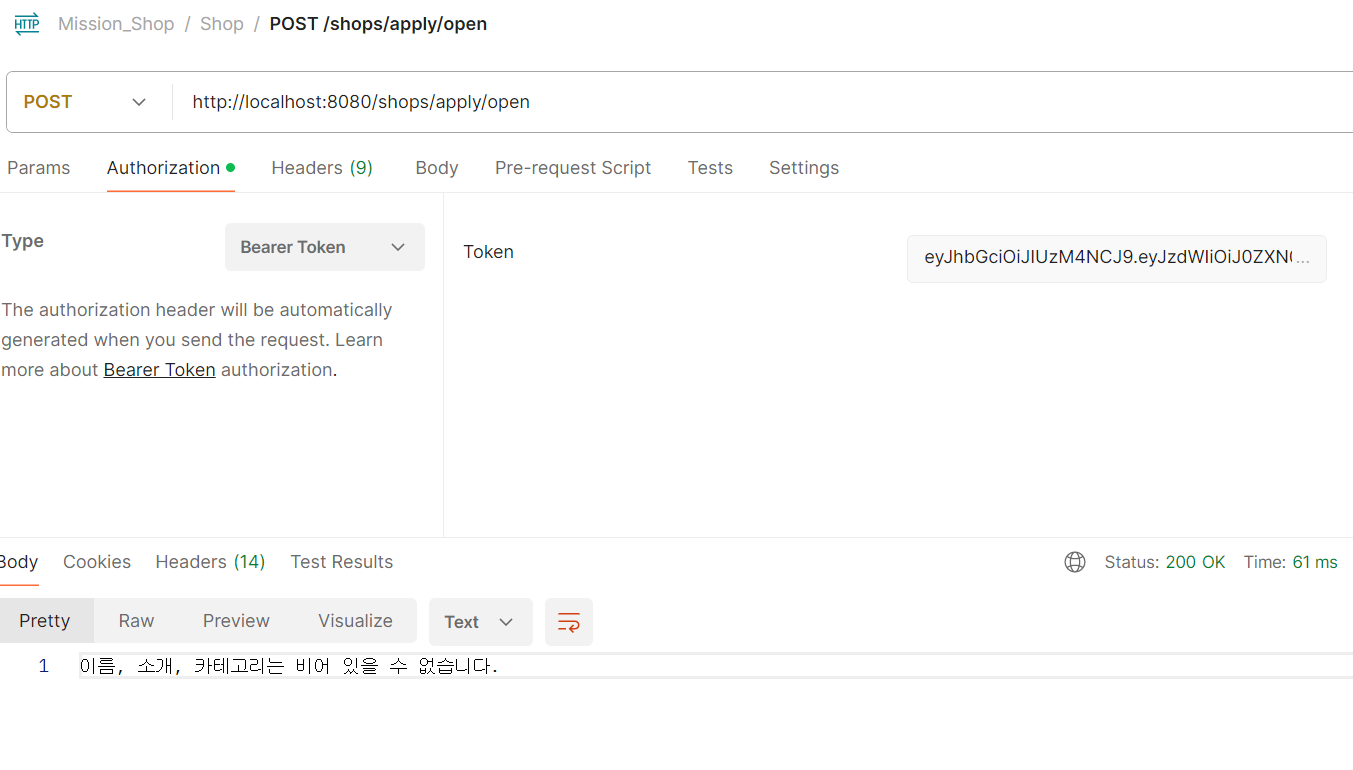 HTTP Mission_Shop / Shop / POST /shops/apply/open
POST http://localhost:8080/shops/apply/open
Params Authorization Headers (9) Body Pre-request Script Tests Settings
Type Bearer Token
The authorization header will be automatically
generated when you send the request. Learn
more about Bearer Token authorization.
Token eyJhbGciOiJIUzM4NCJ9.eyJzdWIiOiJ0ZXN0...
Body Cookies Headers (14) Test Results Status: 200 OK Time: 61 ms
Pretty Raw Preview Visualize Text
1 이름, 소개, 카테고리는 비어 있을 수 없습니다.